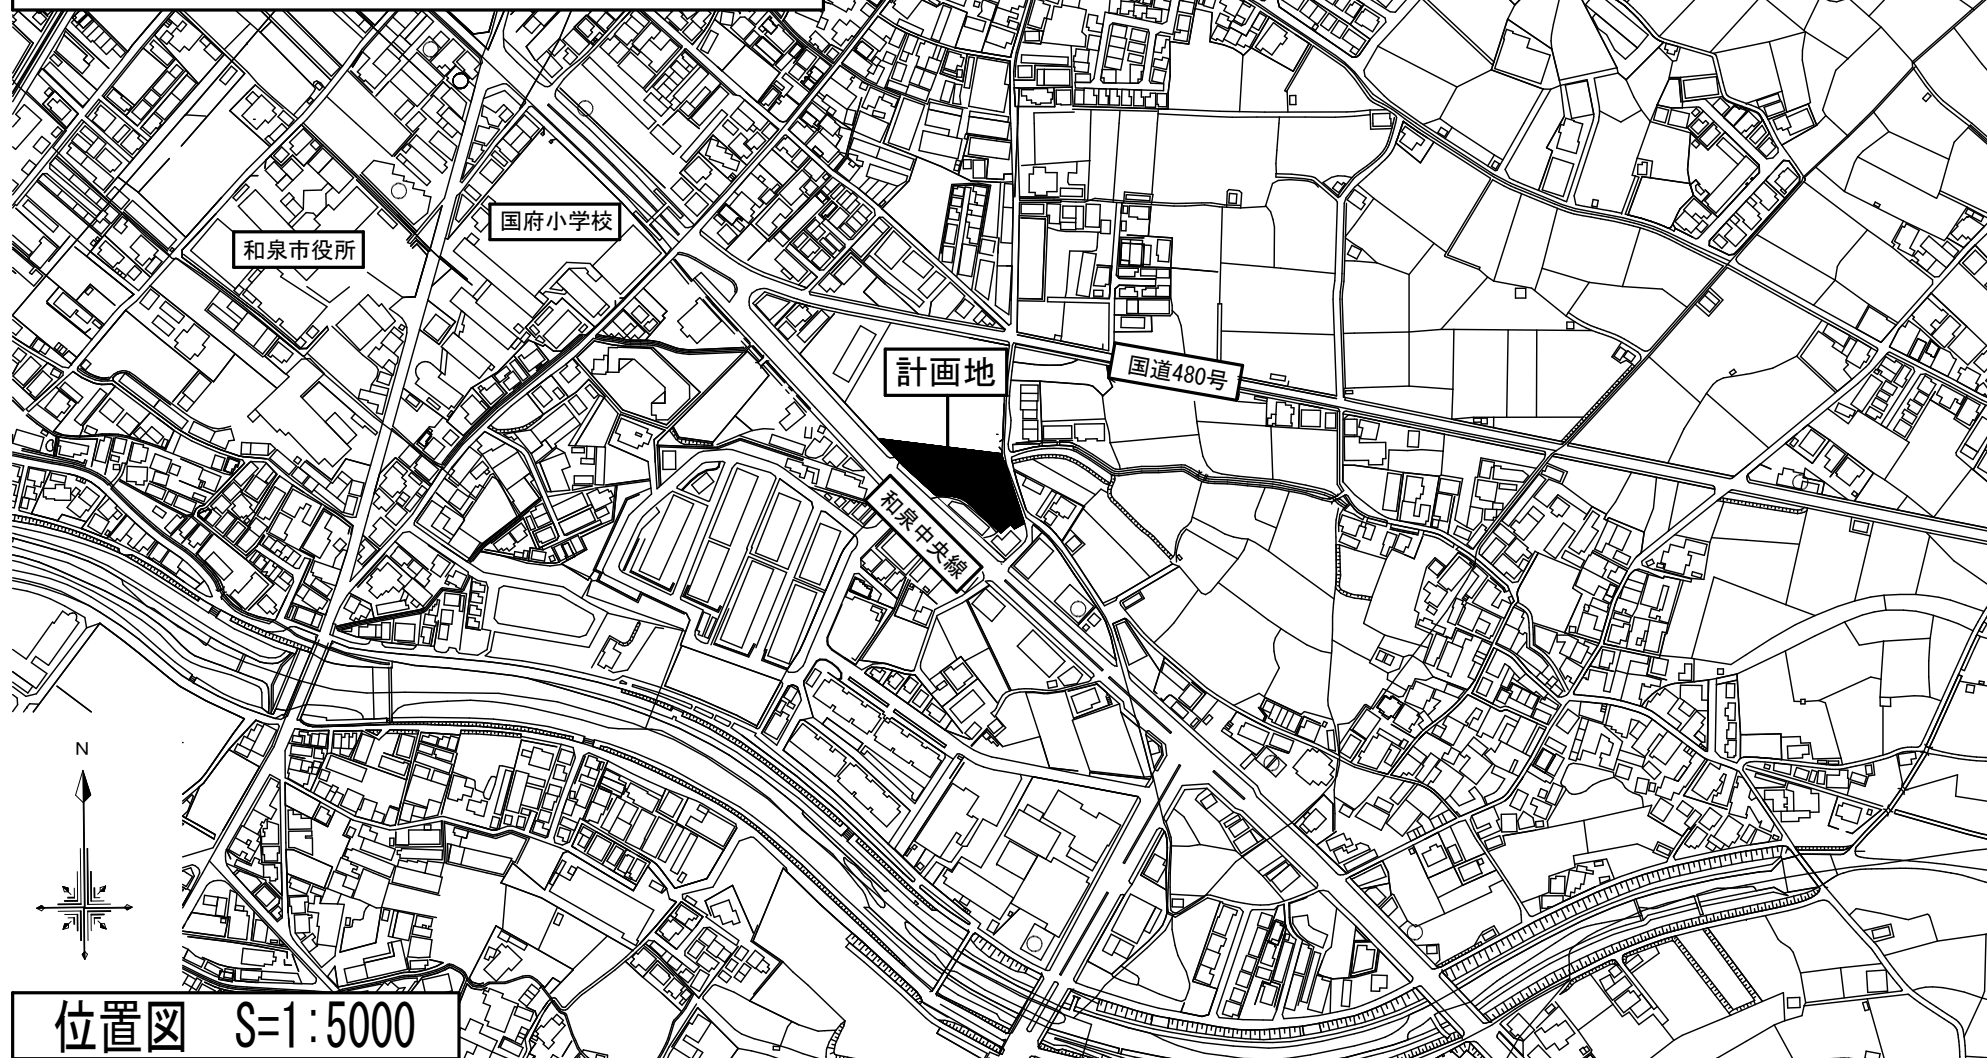 国府小学校
和泉市役所
計画地
国道480号
和泉中央線
N
位置図 S=1:5000